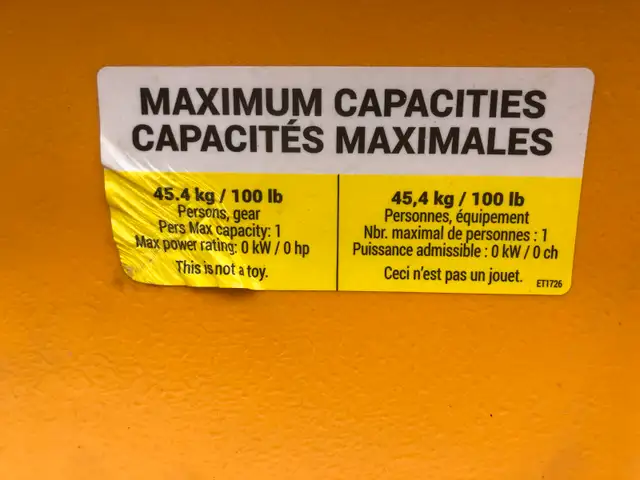 MAXIMUM CAPACITIES
CAPACITÉS MAXIMALES
45.4 kg / 100 lb
Persons, gear
Pers Max capacity: 1
Max power rating: 0 kW / 0 hp
This is not a toy.
45,4 kg / 100 lb
Personnes, équipement
Nbr. maximal de personnes : 1
Puissance admissible : 0 kW / 0 ch
Ceci n'est pas un jouet.
ET1726